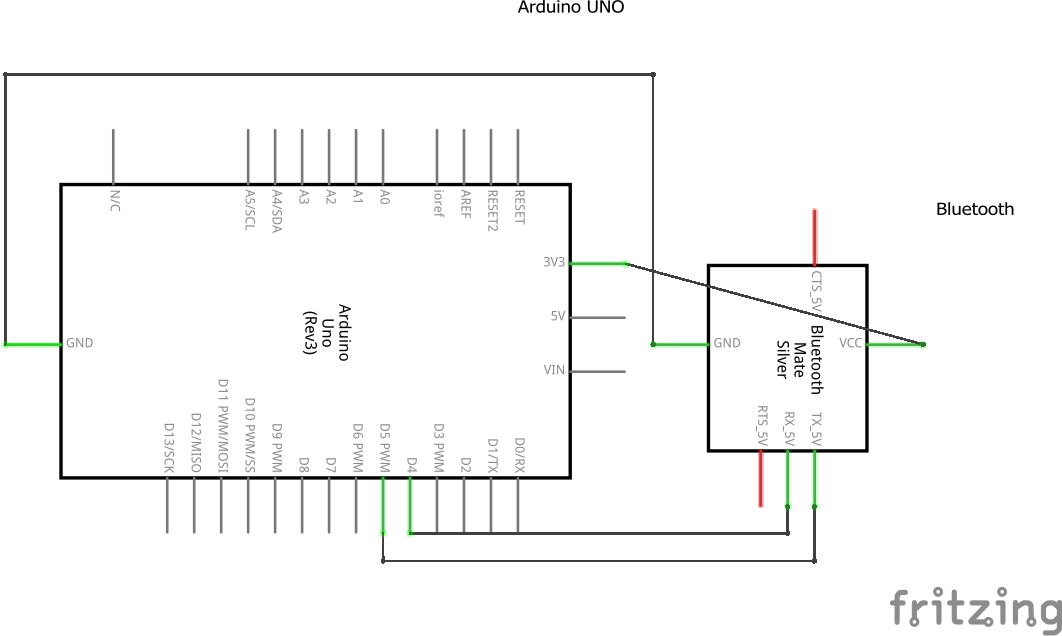 Arduino UNO
N/C
A5/SCL
A4/SDA
A3
A2
A1
A0
ioref
AREF
RESET2
RESET
Bluetooth
3V3
5V
VIN
GND
Arduino
Uno
(Rev3)
D13/SCK
D12/MISO
D11 PWM/MOSI
D10 PWM/SS
D9 PWM
D8
D7
D6 PWM
D5 PWM
D4
D3 PWM
D2
D1/TX
D0/RX
CTS_5V
GND
VCC
Bluetooth
Mate
Silver
RTS_5V
RX_5V
TX_5V
fritzing